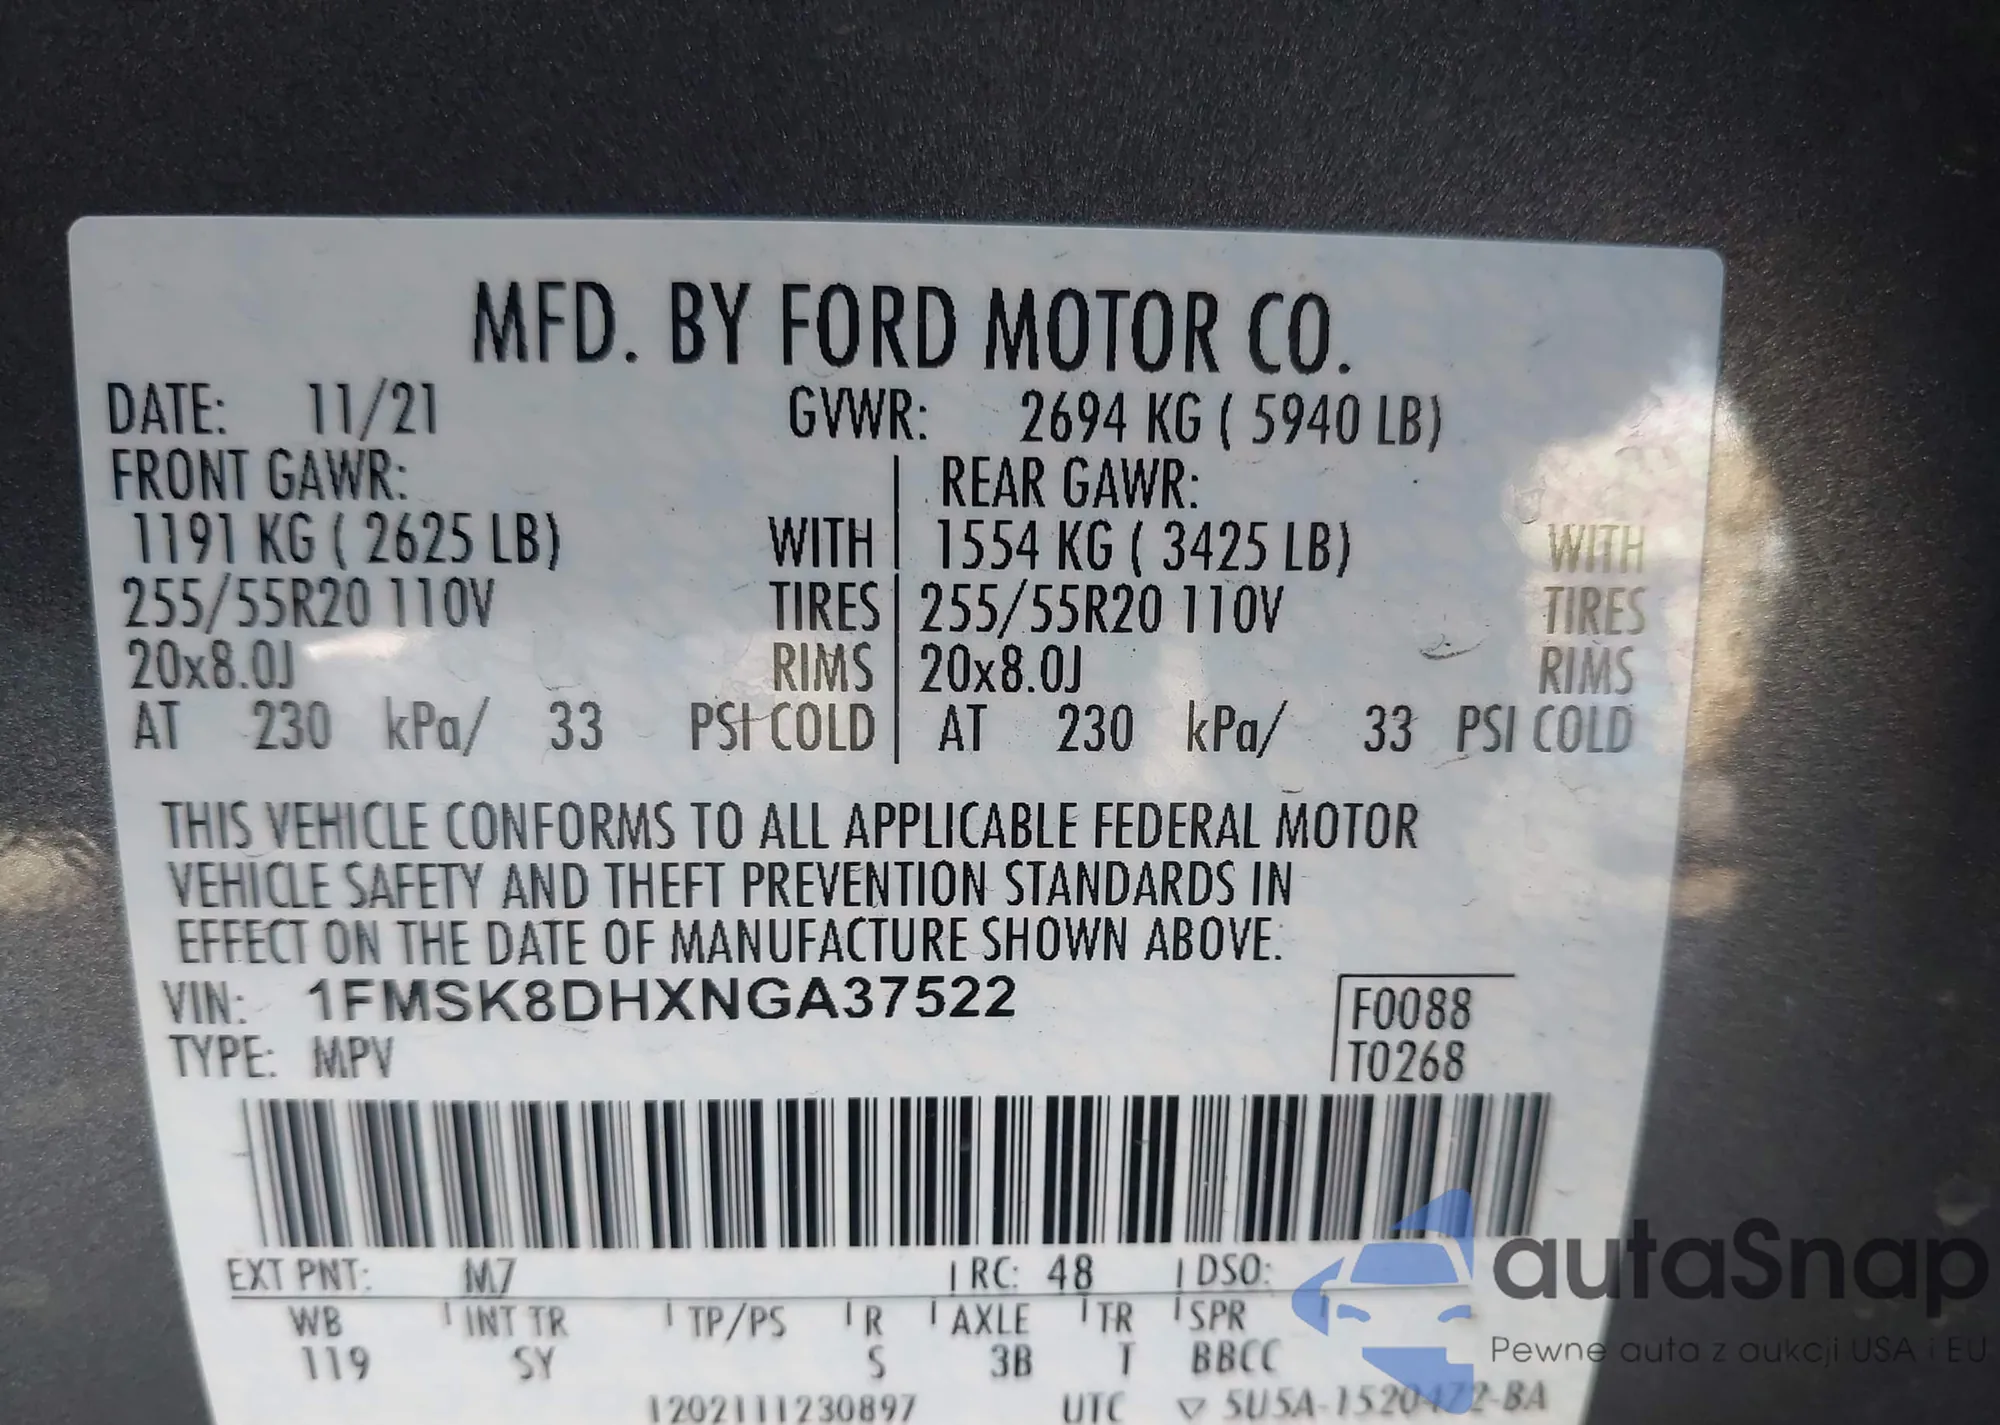 MFD. BY FORD MOTOR CO.
DATE: 11/21 GVWR: 2694 KG ( 5940 LB)
FRONT GAWR: REAR GAWR:
1191 KG ( 2625 LB) WITH 1554 KG ( 3425 LB) WITH
255/55R20 110V TIRES 255/55R20 110V TIRES
20x8.0J RIMS 20x8.0J RIMS
AT 230 kPa/ 33 PSI COLD AT 230 kPa/ 33 PSI COLD
THIS VEHICLE CONFORMS TO ALL APPLICABLE FEDERAL MOTOR
VEHICLE SAFETY AND THEFT PREVENTION STANDARDS IN
EFFECT ON THE DATE OF MANUFACTURE SHOWN ABOVE.
VIN: 1FMSK8DHXNGA37522 F0088
TYPE: MPV T0268
EXT PNT: M7 RC: 48 DSO:
WB INT TR TP/PS R AXLE TR SPR
119 SY S 3B T BBCC
1202111230897 UTC ▽ 5U5A-1520472-BA
autaSnap
Pewne auta z aukcji USA i EU